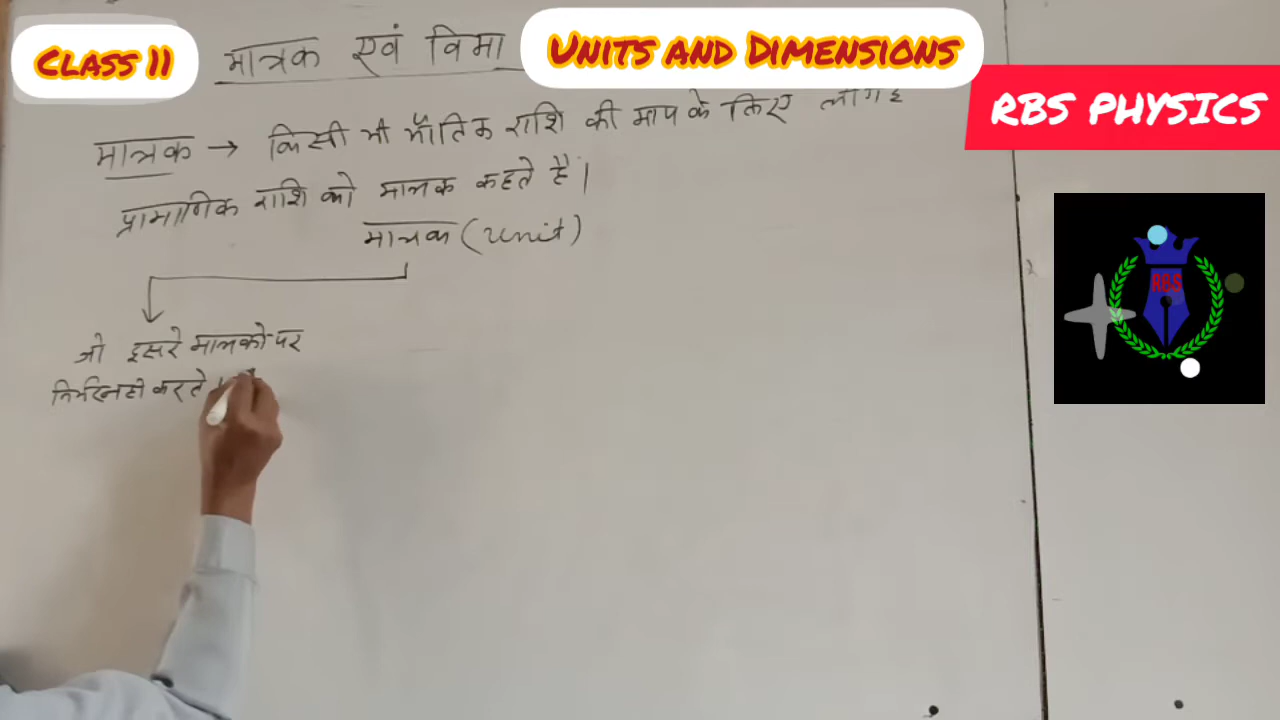 Class 11
मात्रक एवं विमा
Units and Dimensions
RBS PHYSICS
मात्रक → किसी भी भौतिक राशि की माप के लिए
प्रामाणिक राशि को मात्रक कहते है।
मात्रक (Unit)
RBS
जो दूसरे मात्रको पर
निर्भर नही करते